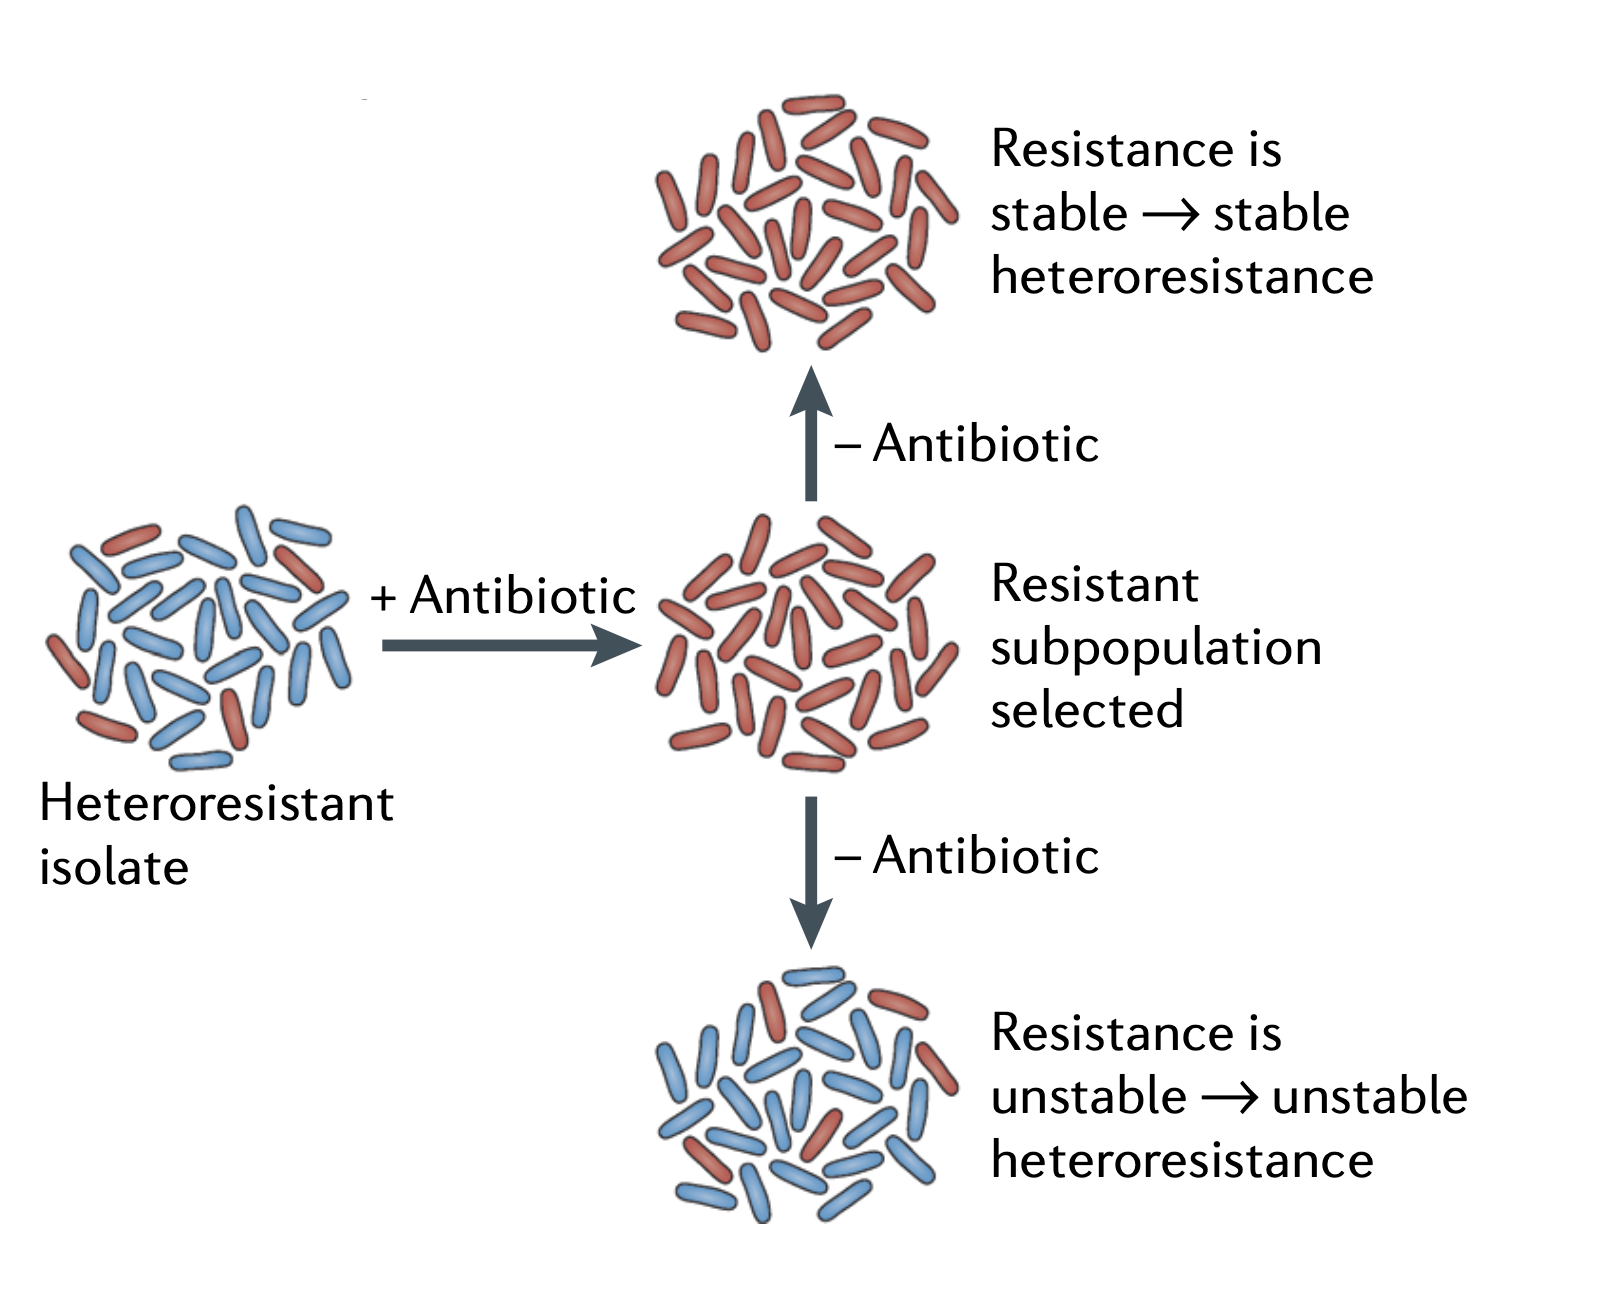 Resistance is
stable → stable
heteroresistance
– Antibiotic
+ Antibiotic
Heteroresistant
isolate
Resistant
subpopulation
selected
– Antibiotic
Resistance is
unstable → unstable
heteroresistance